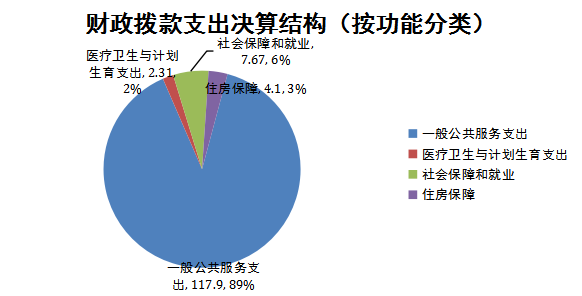 财政拨款支出决算结构（按功能分类）
社会保障和就业,
7.67, 6%
医疗卫生与计划
生育支出, 2.31,
2%
住房保障, 4.1, 3%
一般公共服务支
出, 117.9, 89%
一般公共服务支出
医疗卫生与计划生育支出
社会保障和就业
住房保障